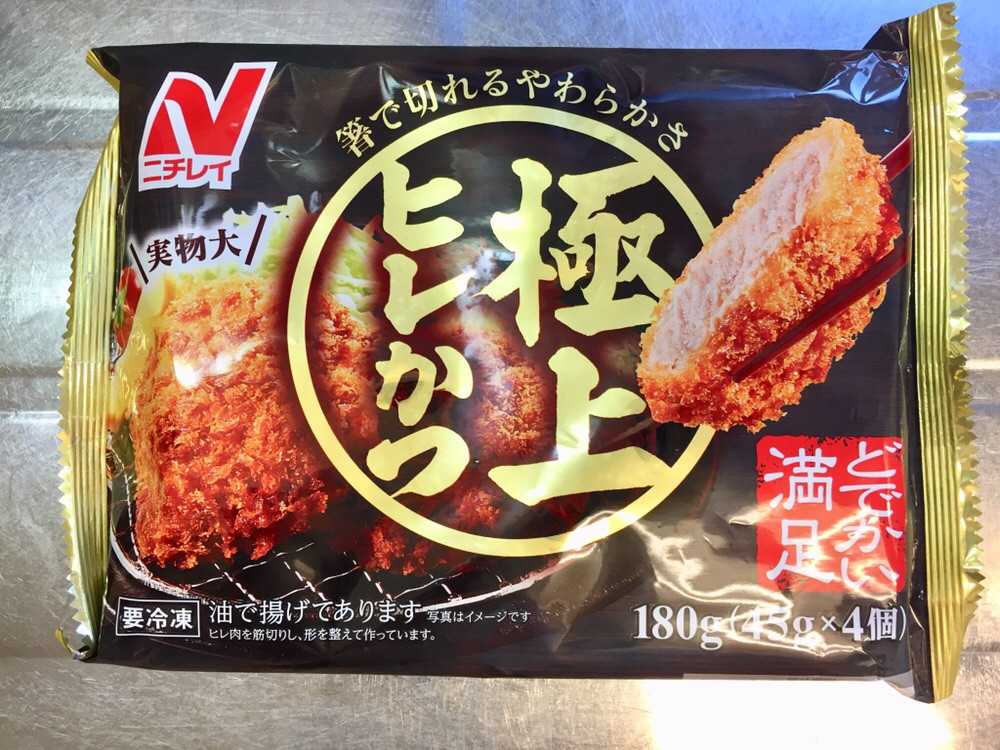 ニチレイ
箸で切れるやわらかさ
極上
ヒレかつ
実物大
どでかい
満足
要冷凍
油で揚げてあります
写真はイメージです
ヒレ肉を筋切りし、形を整えて作っています。
180g(45g×4個)